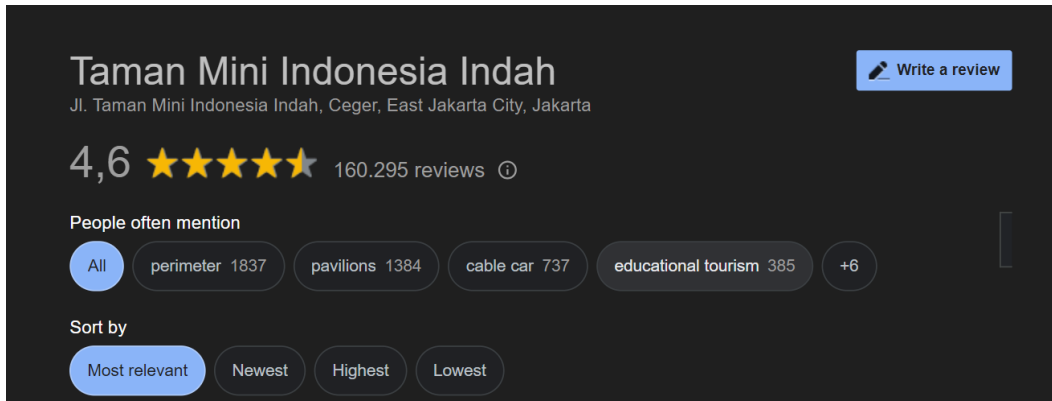 Taman Mini Indonesia Indah
Write a review
Jl. Taman Mini Indonesia Indah, Ceger, East Jakarta City, Jakarta
4,6 160.295 reviews
People often mention
All perimeter 1837 pavilions 1384 cable car 737 educational tourism 385 +6
Sort by
Most relevant Newest Highest Lowest